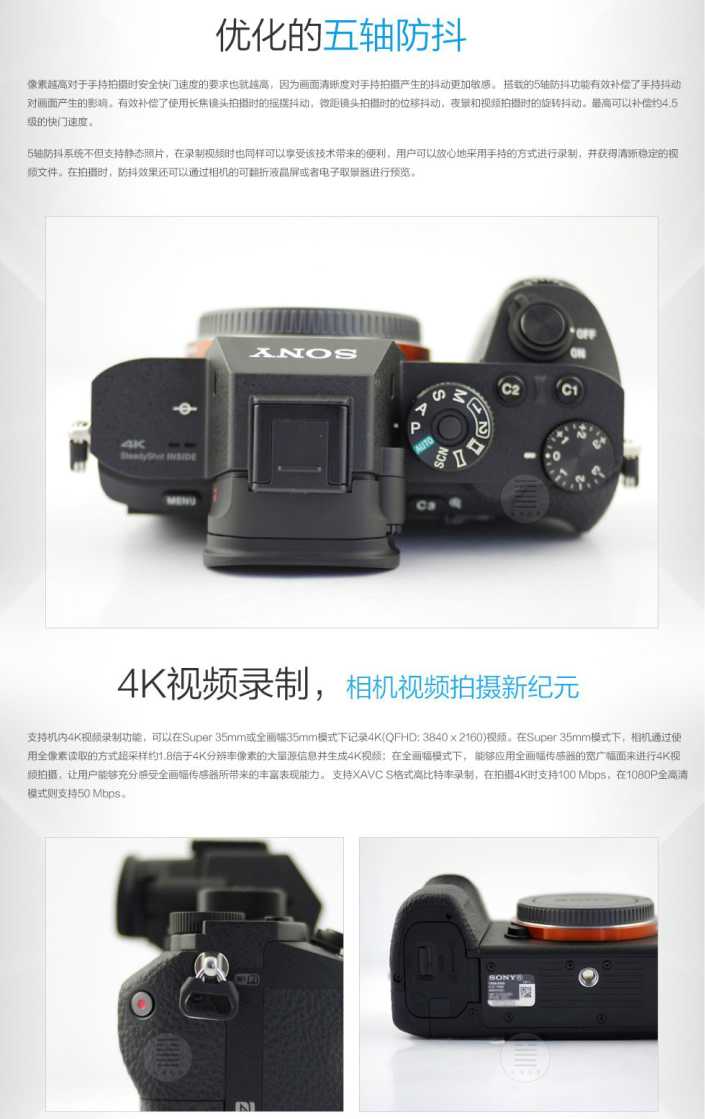 优化的五轴防抖
像素越高对于手持拍摄时安全快门速度的要求也就越高，因为画面清晰度对手持拍摄产生的抖动更加敏感。 搭载的5轴防抖功能有效补偿了手持抖动
对画面产生的影响。有效补偿了使用长焦镜头拍摄时的摇摆抖动，微距镜头拍摄时的位移抖动，夜景和视频拍摄时的旋转抖动。最高可以补偿约4.5
级的快门速度。
5轴防抖系统不但支持静态照片，在录制视频时也同样可以享受该技术带来的便利，用户可以放心地采用手持的方式进行录制，并获得清晰稳定的视
频文件。在拍摄时，防抖效果还可以通过相机的可翻折液晶屏或者电子取景器进行预览。
SONY
OFF
ON
C2
C1
M
S
A
P
AUTO
SCN
1
2
4K
SteadyShot INSIDE
MENU
C3
+ 1 2 3
0
4K视频录制，相机视频拍摄新纪元
支持机内4K视频录制功能，可以在Super 35mm或全画幅35mm模式下记录4K(QFHD: 3840 x 2160)视频。在Super 35mm模式下，相机通过使
用全像素读取的方式超采样约1.8倍于4K分辨率像素的大量源信息并生成4K视频；在全画幅模式下， 能够应用全画幅传感器的宽广幅面来进行4K视
频拍摄，让用户能够充分感受全画幅传感器所带来的丰富表现能力。 支持XAVC S格式高比特率录制，在拍摄4K时支持100 Mbps，在1080P全高清
模式则支持50 Mbps。
WiFi
N
SONY
SONY